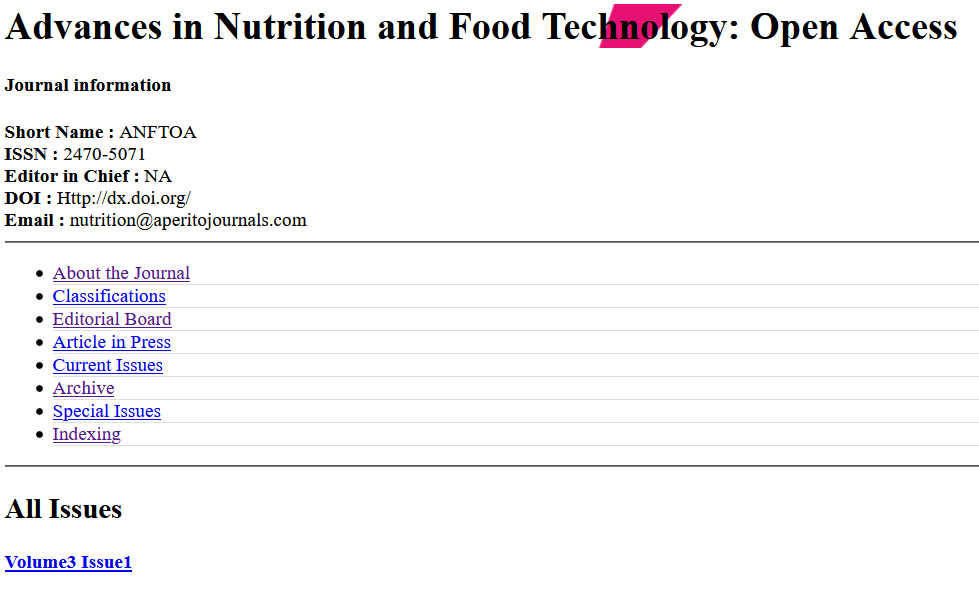 Advances in Nutrition and Food Technology: Open Access
Journal information
Short Name : ANFTOA
ISSN : 2470-5071
Editor in Chief : NA
DOI : Http://dx.doi.org/
Email : nutrition@aperitojournals.com
About the Journal
Classifications
Editorial Board
Article in Press
Current Issues
Archive
Special Issues
Indexing
All Issues
Volume3 Issue1